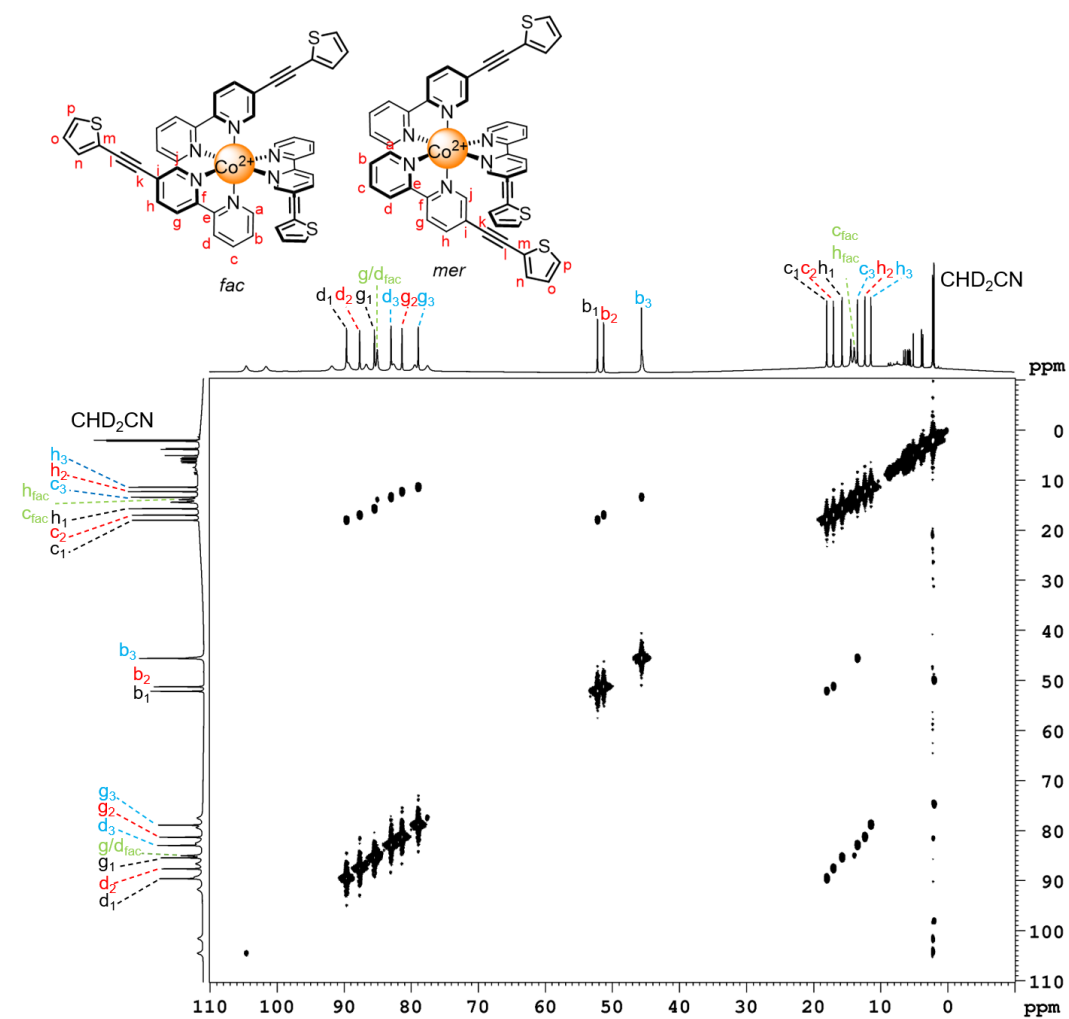 S
S
p
S
o
m
n
l
k
j
i
h
g
f
e
d
c
b
a
N
N
N
N
N
N
Co2+
S
fac
a
b
c
d
e
f
g
h
i
j
k
l
m
n
o
p
N
N
N
N
N
N
Co2+
S
S
mer
cfac
hfac
g/dfac
d1 d2 g1 d3 g2 g3
b1 b2 b3
c1 c2 h1 c3 h2 h3
CHD2CN
ppm
CHD2CN
h3
h2
c3
hfac
cfac h1
c2
c1
b3
b2
b1
g3
g2
d3
g/dfac
g1
d2
d1
0
10
20
30
40
50
60
70
80
90
100
110
110 100 90 80 70 60 50 40 30 20 10 0 ppm